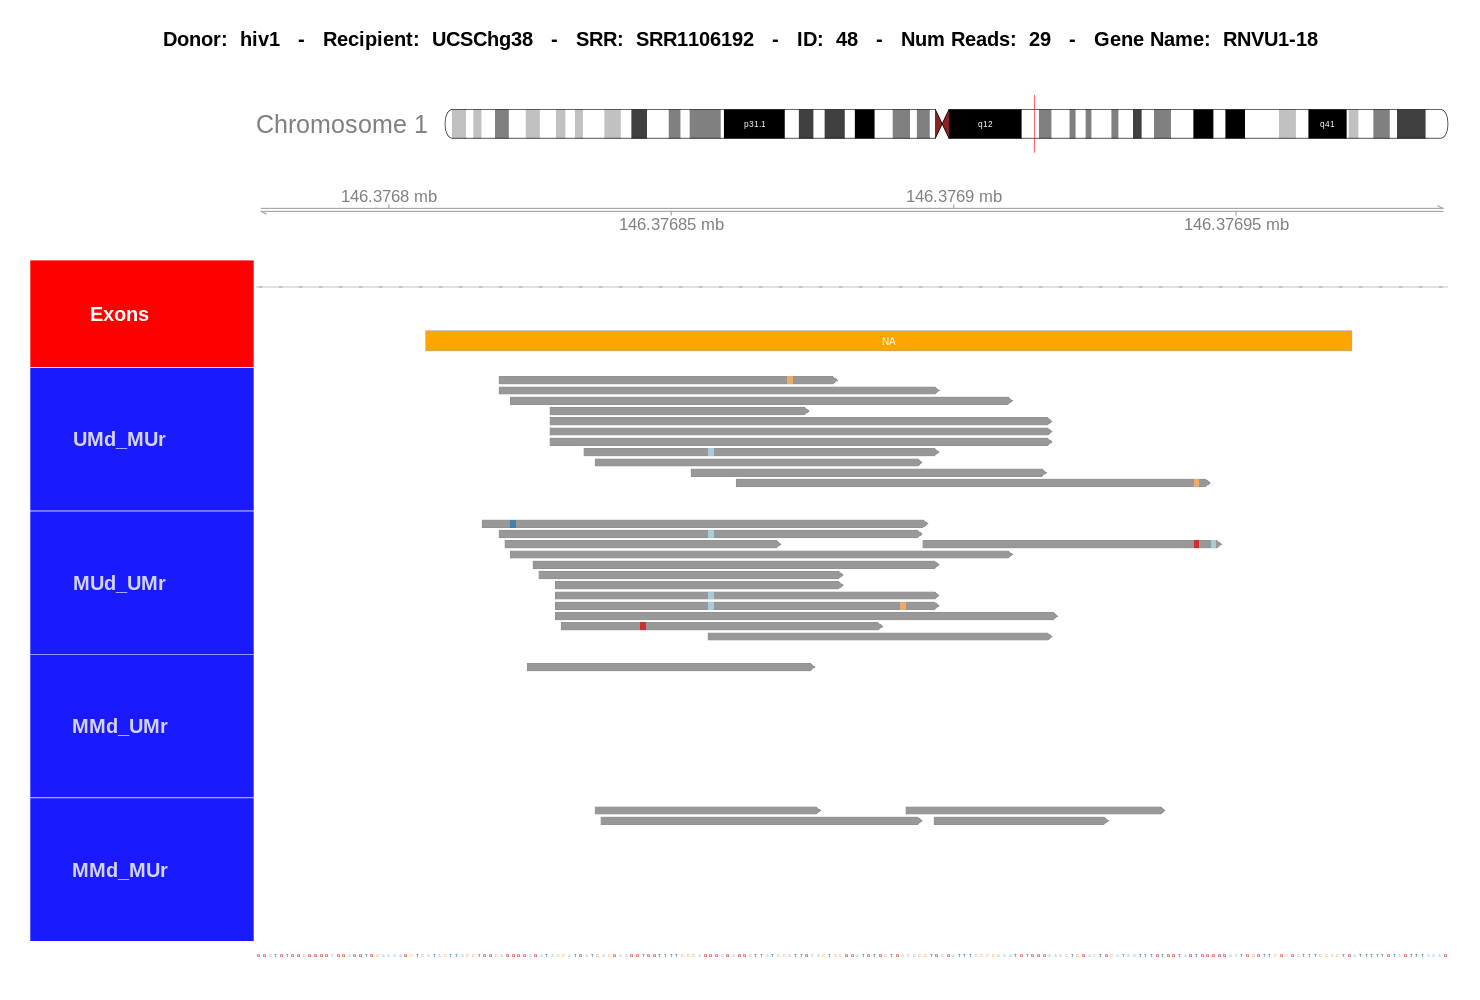 Donor: hiv1 - Recipient: UCSChg38 - SRR: SRR1106192 - ID: 48 - Num Reads: 29 - Gene Name: RNVU1-18
Chromosome 1
p31.1 q12 q41
146.3768 mb 146.3769 mb
146.37685 mb 146.37695 mb
Exons
NA
UMd_MUr
MUd_UMr
MMd_UMr
MMd_MUr